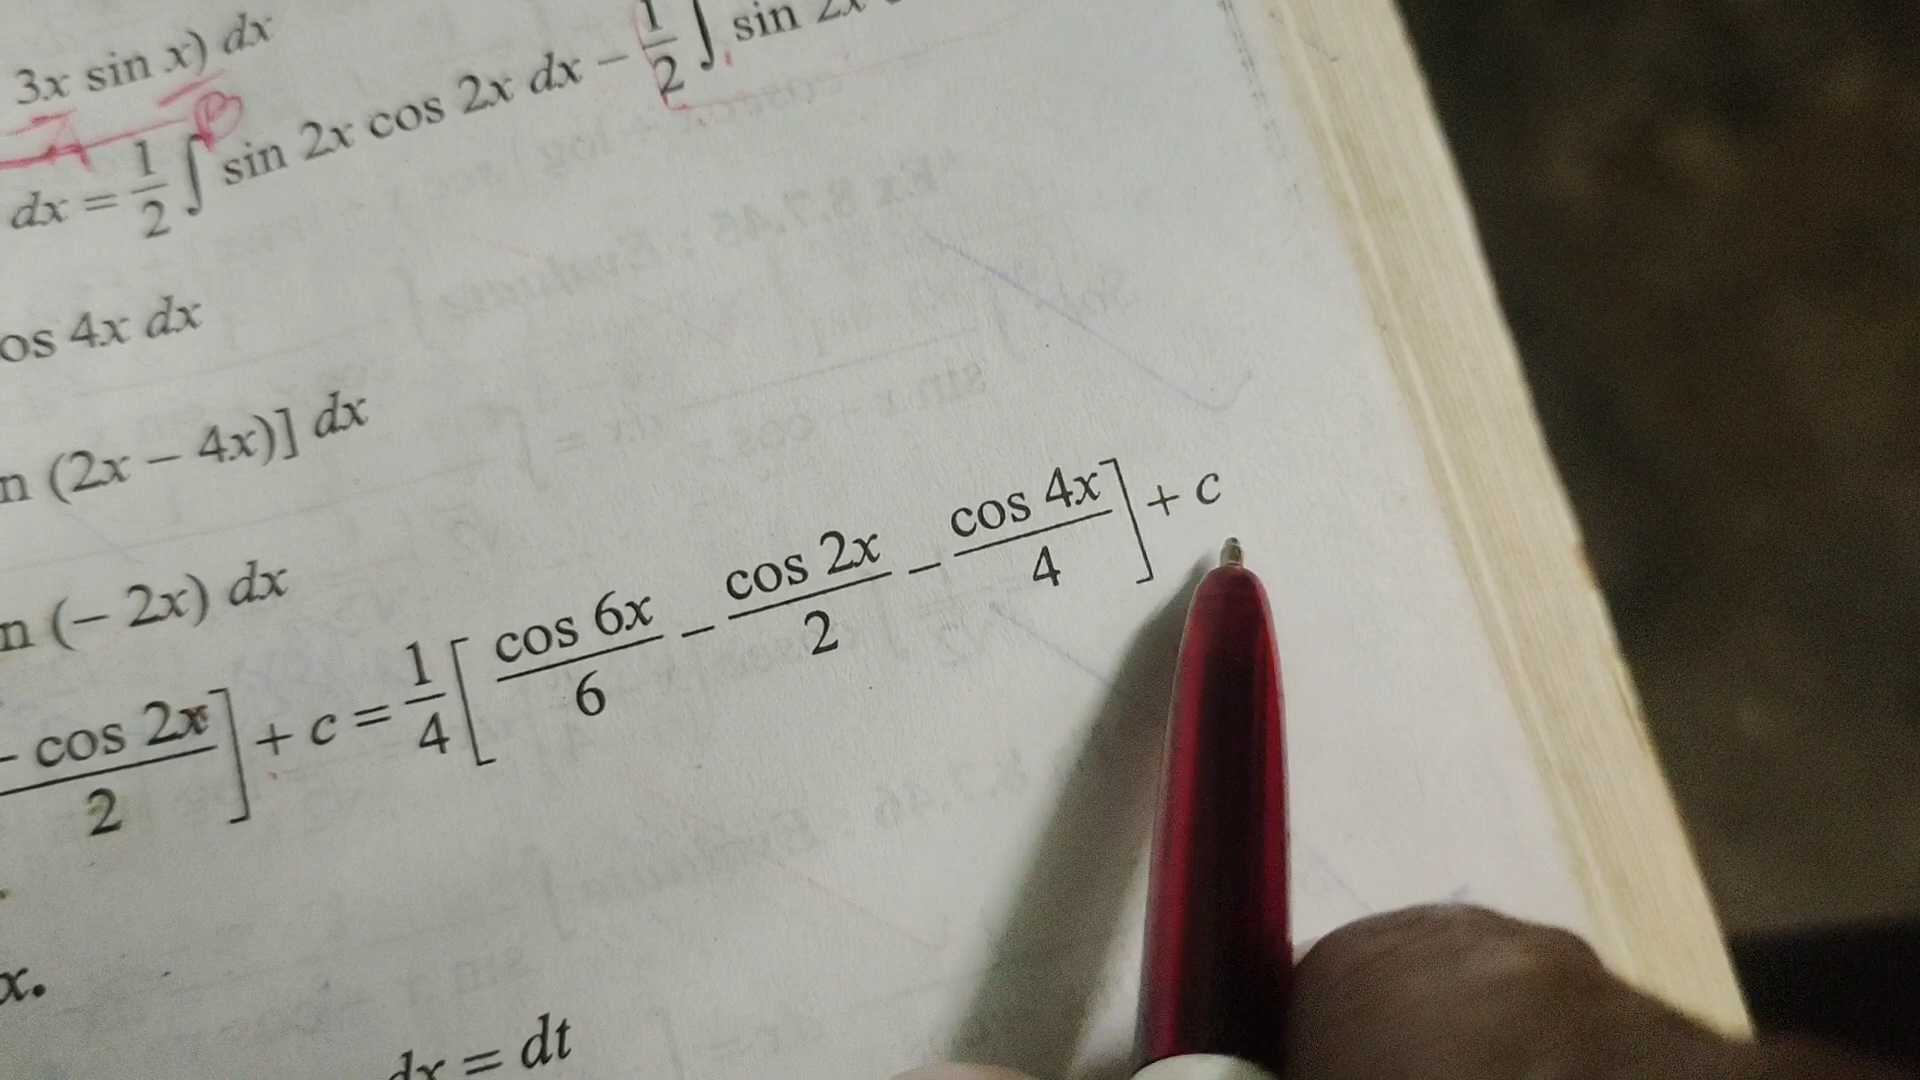 3x sin x) dx
A B
dx = 1/2 ∫ sin 2x cos 2x dx − 1/2 ∫ sin 2x
os 4x dx
n (2x − 4x)] dx
n (− 2x) dx
− cos 2x/2 ] + c = 1/4 [ cos 6x/6 − cos 2x/2 − cos 4x/4 ] + c
x.
dx = dt